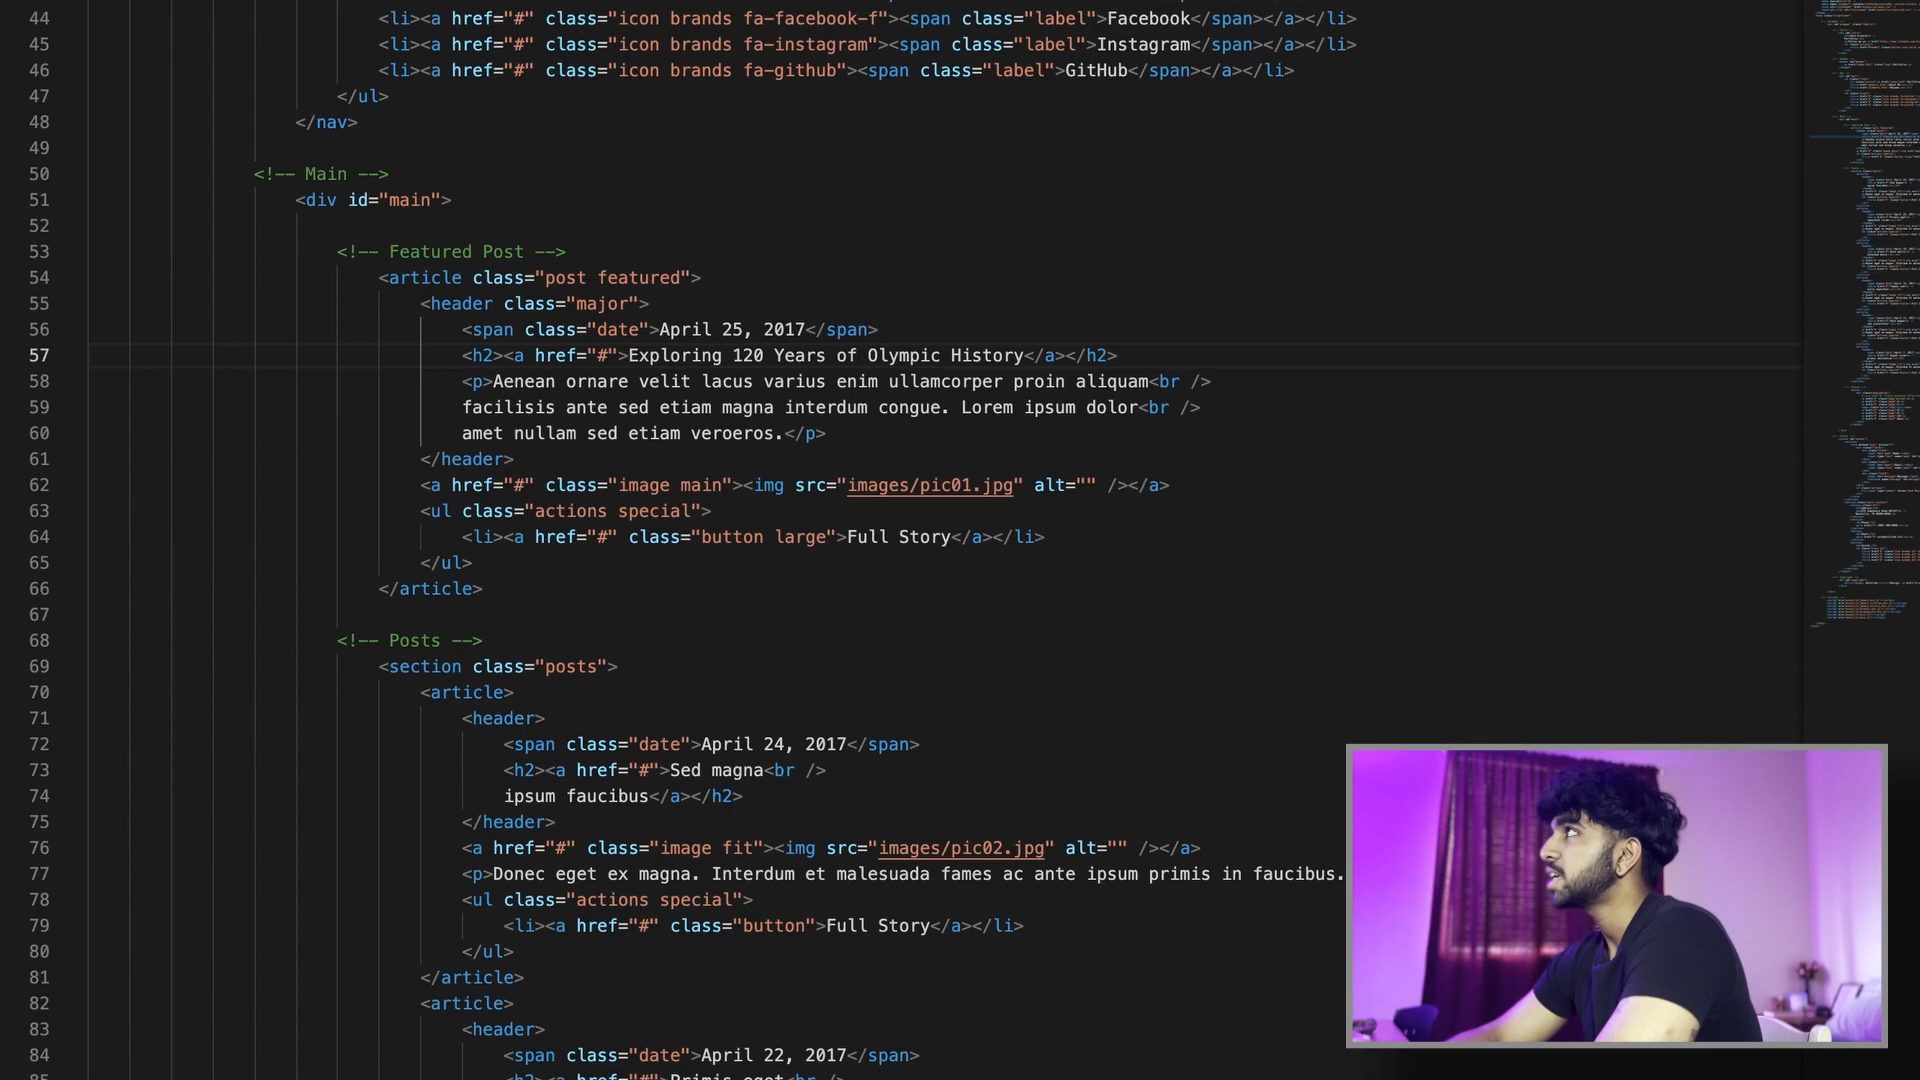 44 <li><a href="#" class="icon brands fa-facebook-f"><span class="label">Facebook</span></a></li>
45 <li><a href="#" class="icon brands fa-instagram"><span class="label">Instagram</span></a></li>
46 <li><a href="#" class="icon brands fa-github"><span class="label">GitHub</span></a></li>
47 </ul>
48 </nav>
49
50 <!-- Main -->
51 <div id="main">
52
53 <!-- Featured Post -->
54 <article class="post featured">
55 <header class="major">
56 <span class="date">April 25, 2017</span>
57 <h2><a href="#">Exploring 120 Years of Olympic History</a></h2>
58 <p>Aenean ornare velit lacus varius enim ullamcorper proin aliquam<br />
59 facilisis ante sed etiam magna interdum congue. Lorem ipsum dolor<br />
60 amet nullam sed etiam veroeros.</p>
61 </header>
62 <a href="#" class="image main"><img src="images/pic01.jpg" alt="" /></a>
63 <ul class="actions special">
64 <li><a href="#" class="button large">Full Story</a></li>
65 </ul>
66 </article>
67
68 <!-- Posts -->
69 <section class="posts">
70 <article>
71 <header>
72 <span class="date">April 24, 2017</span>
73 <h2><a href="#">Sed magna<br />
74 ipsum faucibus</a></h2>
75 </header>
76 <a href="#" class="image fit"><img src="images/pic02.jpg" alt="" /></a>
77 <p>Donec eget ex magna. Interdum et malesuada fames ac ante ipsum primis in faucibus.
78 <ul class="actions special">
79 <li><a href="#" class="button">Full Story</a></li>
80 </ul>
81 </article>
82 <article>
83 <header>
84 <span class="date">April 22, 2017</span>
85 <h2><a href="#">Primis eget<br />